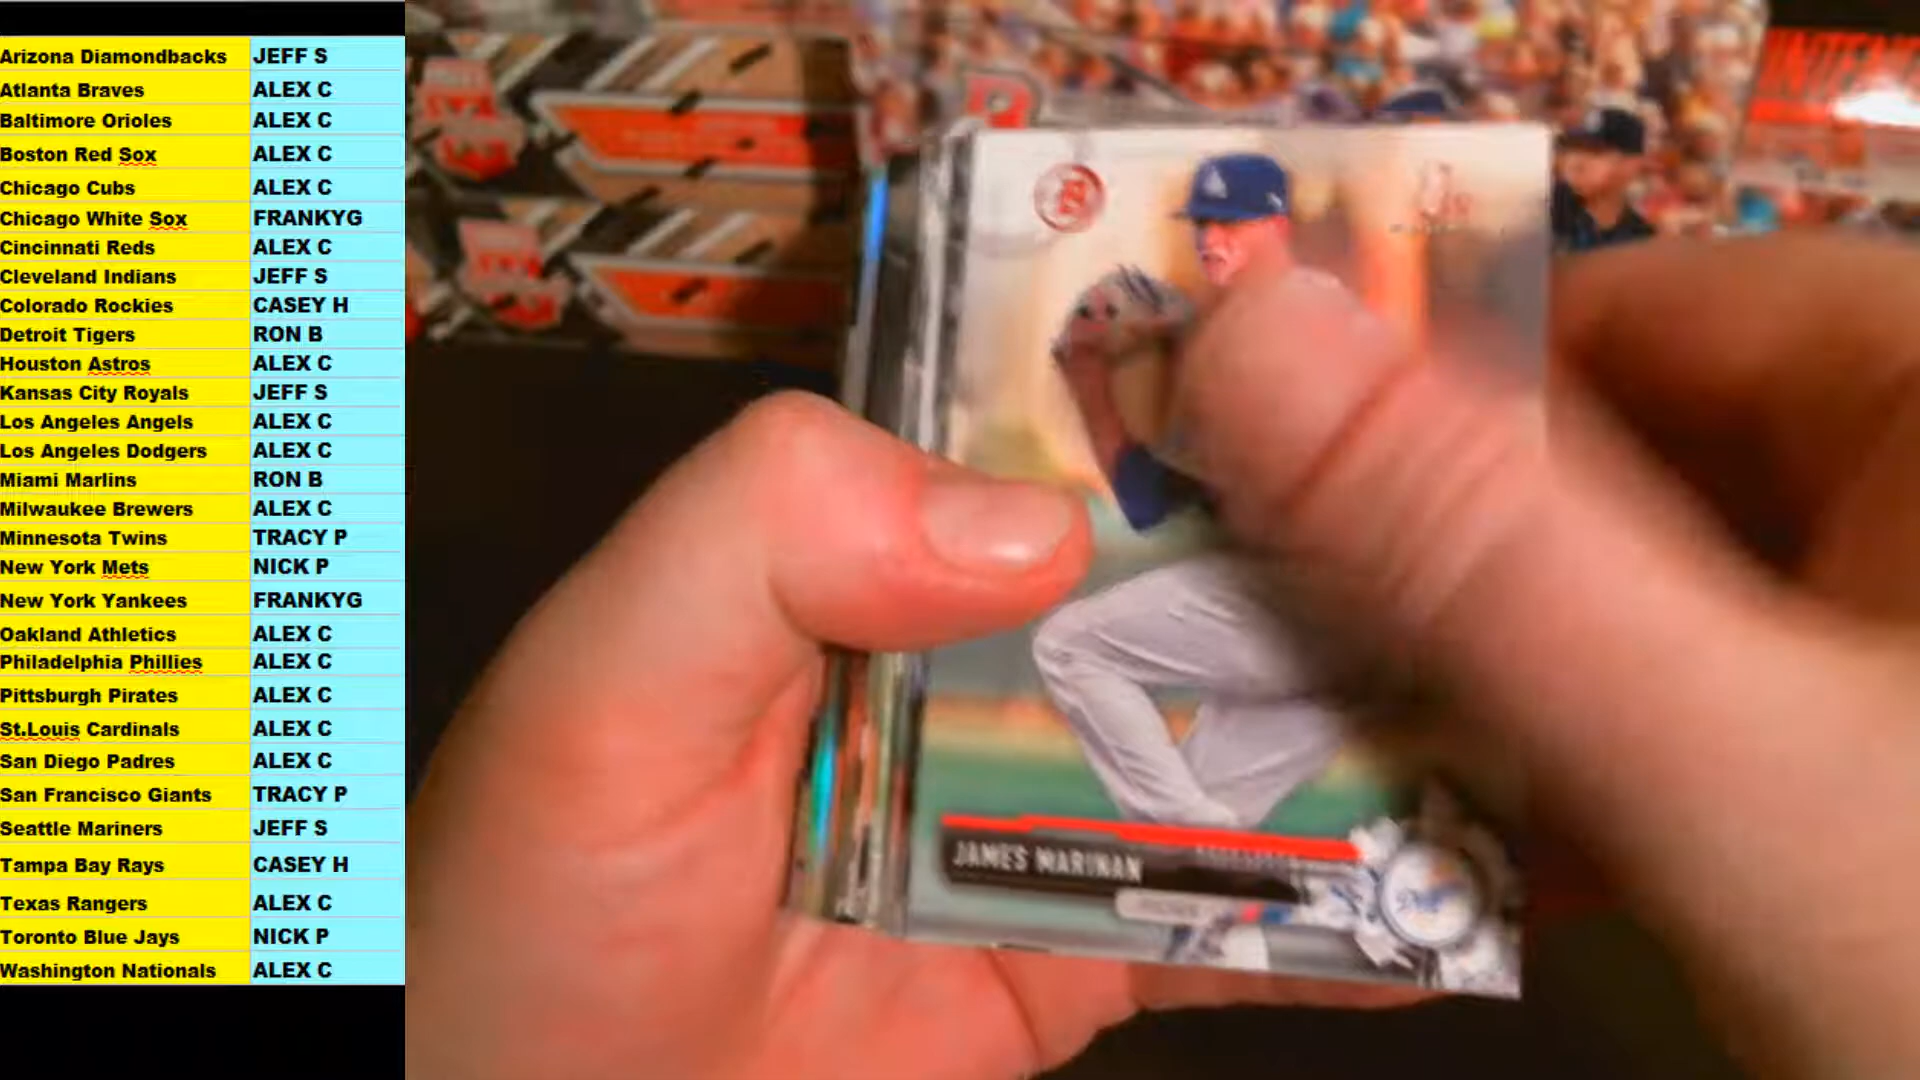 Arizona Diamondbacks JEFF S
Atlanta Braves ALEX C
Baltimore Orioles ALEX C
Boston Red Sox ALEX C
Chicago Cubs ALEX C
Chicago White Sox FRANKYG
Cincinnati Reds ALEX C
Cleveland Indians JEFF S
Colorado Rockies CASEY H
Detroit Tigers RON B
Houston Astros ALEX C
Kansas City Royals JEFF S
Los Angeles Angels ALEX C
Los Angeles Dodgers ALEX C
Miami Marlins RON B
Milwaukee Brewers ALEX C
Minnesota Twins TRACY P
New York Mets NICK P
New York Yankees FRANKYG
Oakland Athletics ALEX C
Philadelphia Phillies ALEX C
Pittsburgh Pirates ALEX C
St.Louis Cardinals ALEX C
San Diego Padres ALEX C
San Francisco Giants TRACY P
Seattle Mariners JEFF S
Tampa Bay Rays CASEY H
Texas Rangers ALEX C
Toronto Blue Jays NICK P
Washington Nationals ALEX C
B
JAMES MARINAN
Dodgers